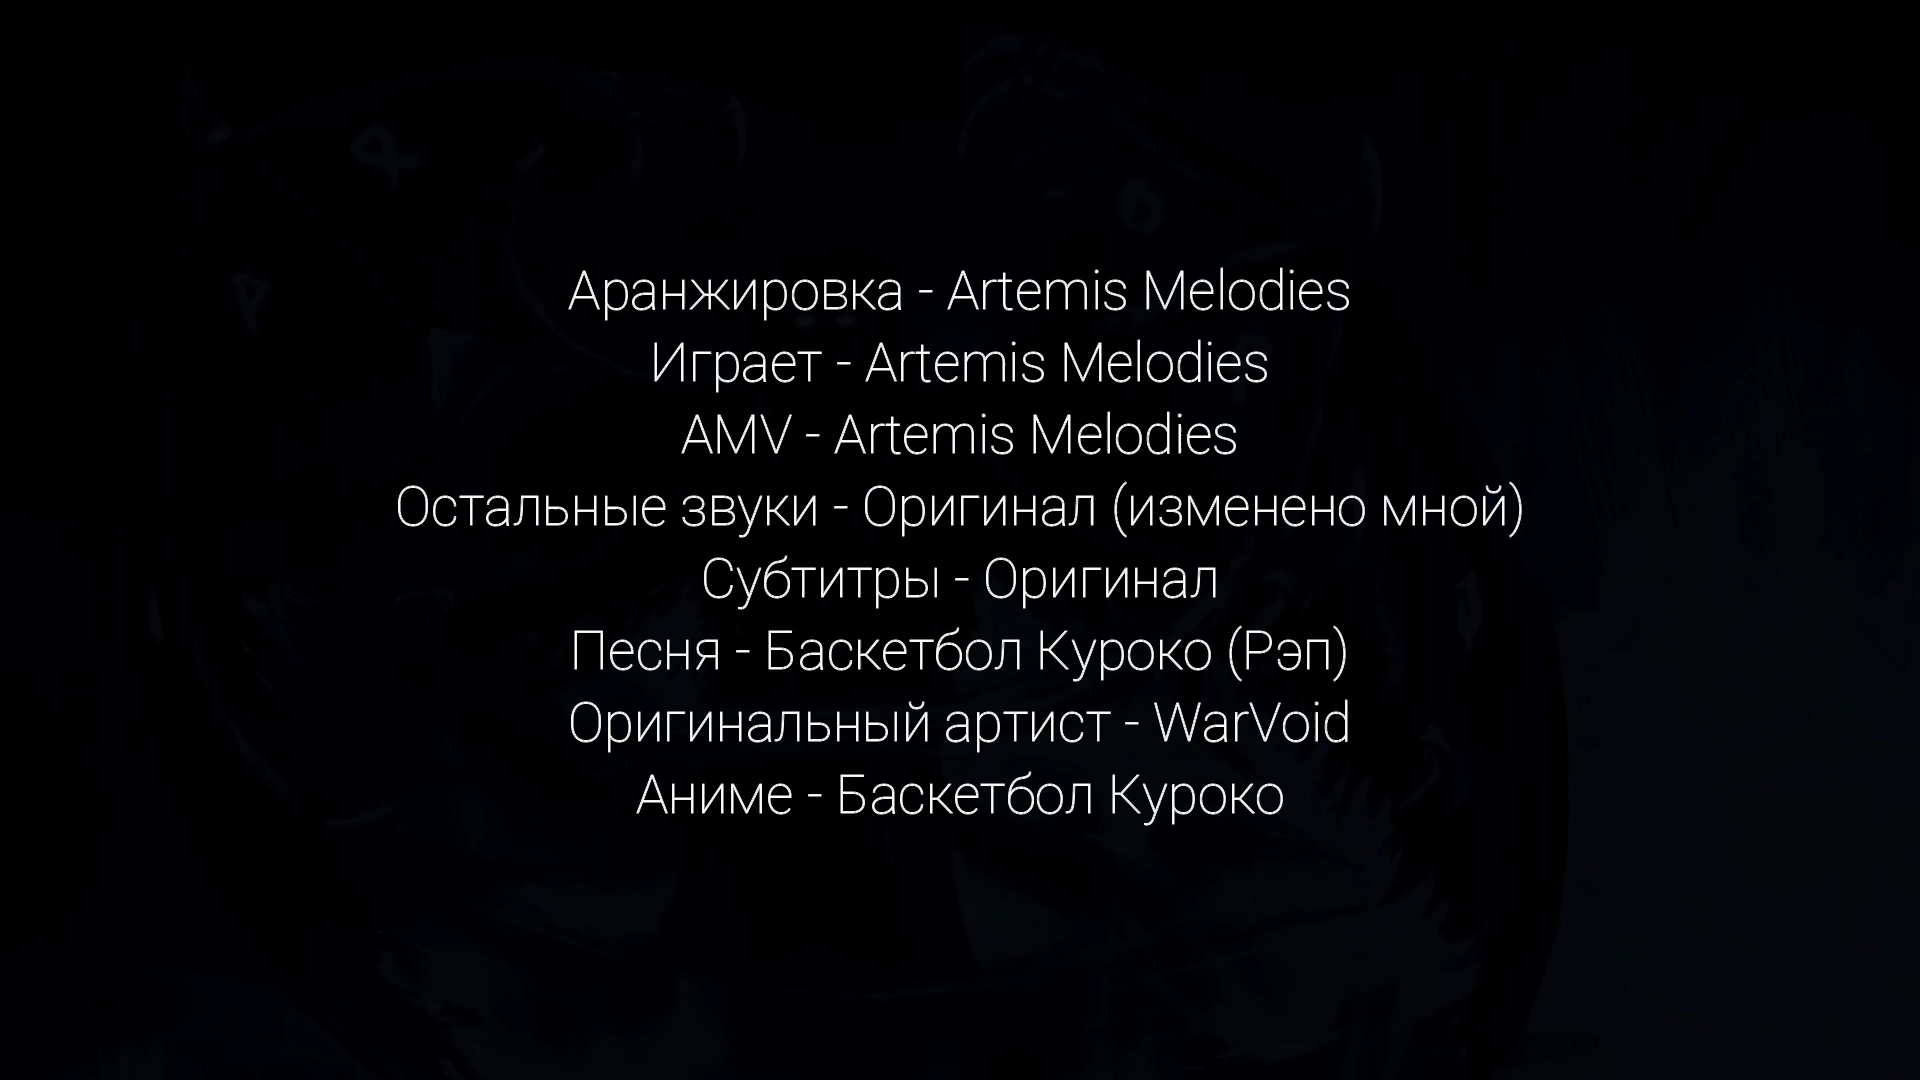 Аранжировка - Artemis Melodies
Играет - Artemis Melodies
AMV - Artemis Melodies
Остальные звуки - Оригинал (изменено мной)
Субтитры - Оригинал
Песня - Баскетбол Куроко (Рэп)
Оригинальный артист - WarVoid
Аниме - Баскетбол Куроко